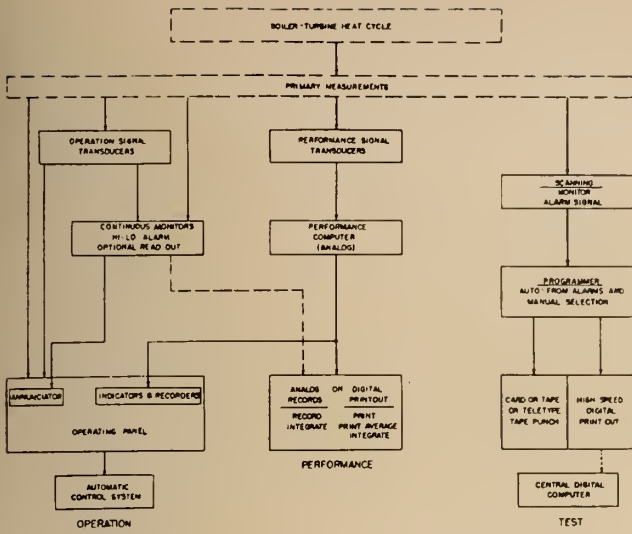 BOILER-TURBINE HEAT CYCLE
PRIMARY MEASUREMENTS
OPERATION SIGNAL
TRANSDUCERS
PERFORMANCE SIGNAL
TRANSDUCERS
SCANNING
MONITOR
ALARM SIGNAL
CONTINUOUS MONITORS
HI-LO ALARM
OPTIONAL READ OUT
PERFORMANCE
COMPUTER
(ANALOG)
PROGRAMMER
AUTO-FROM ALARMS AND
MANUAL SELECTION
ANNUNCIATOR
INDICATORS & RECORDERS
OPERATING PANEL
ANALOG OR DIGITAL
RECORDS PRINTOUT
RECORD PRINT
INTEGRATE PRINT AVERAGE
INTEGRATE
CARD OR TAPE
OR TELETYPE
TAPE PUNCH
HIGH SPEED
DIGITAL
PRINT OUT
AUTOMATIC
CONTROL SYSTEM
CENTRAL DIGITAL
COMPUTER
OPERATION
PERFORMANCE
TEST